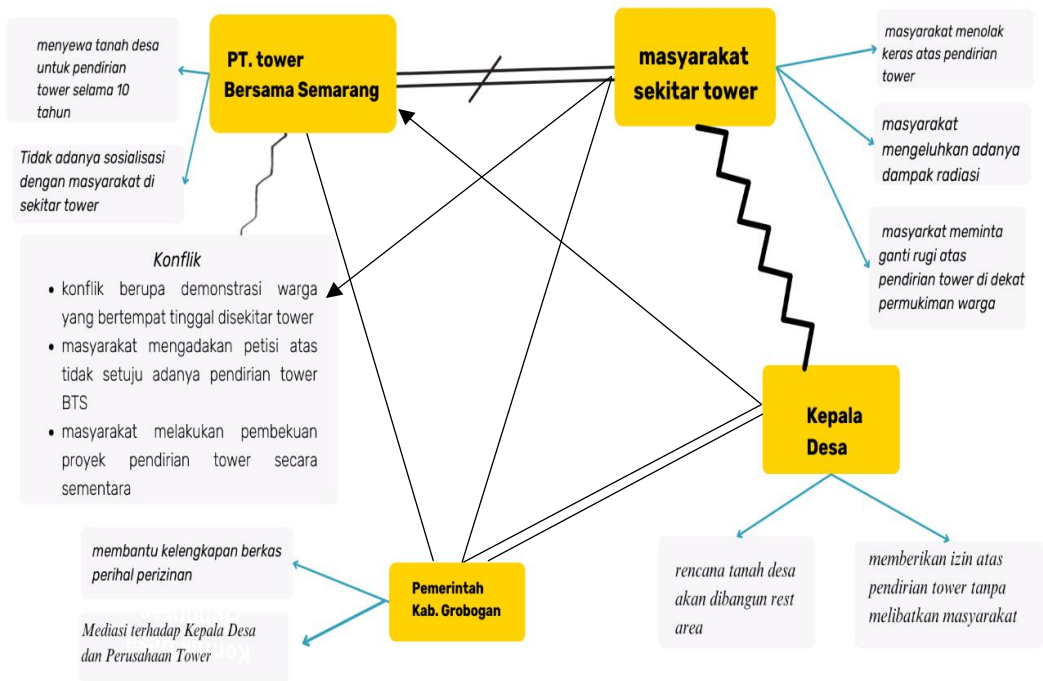 menyewa tanah desa
untuk pendirian
tower selama 10
tahun
Tidak adanya sosialisasi
dengan masyarakat di
sekitar tower
PT. tower
Bersama Semarang
masyarakat
sekitar tower
masyarakat menolak
keras atas pendirian
tower
masyarakat
mengeluhkan adanya
dampak radiasi
masyarkat meminta
ganti rugi atas
pendirian tower di dekat
permukiman warga
Konflik
• konflik berupa demonstrasi warga
yang bertempat tinggal disekitar tower
• masyarakat mengadakan petisi atas
tidak setuju adanya pendirian tower
BTS
• masyarakat melakukan pembekuan
proyek pendirian tower secara
sementara
Kepala
Desa
rencana tanah desa
akan dibangun rest
area
memberikan izin atas
pendirian tower tanpa
melibatkan masyarakat
Pemerintah
Kab. Grobogan
membantu kelengkapan berkas
perihal perizinan
Mediasi terhadap Kepala Desa
dan Perusahaan Tower